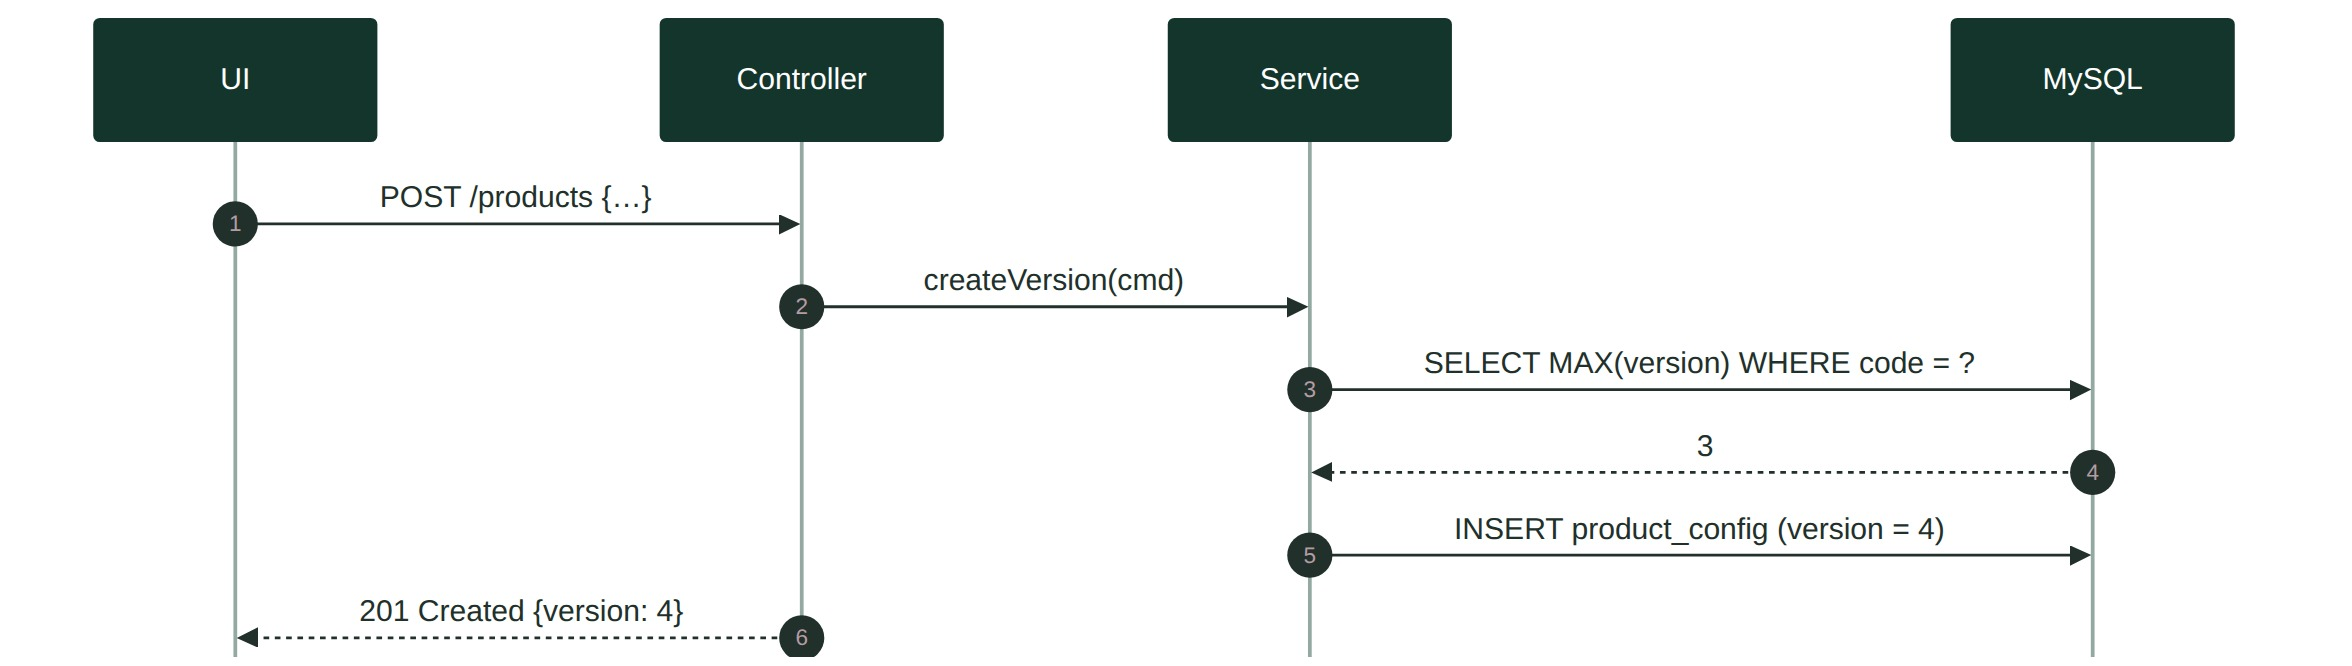 UI
Controller
Service
MySQL
POST /products {…}
1
createVersion(cmd)
2
SELECT MAX(version) WHERE code = ?
3
3
4
INSERT product_config (version = 4)
5
201 Created {version: 4}
6